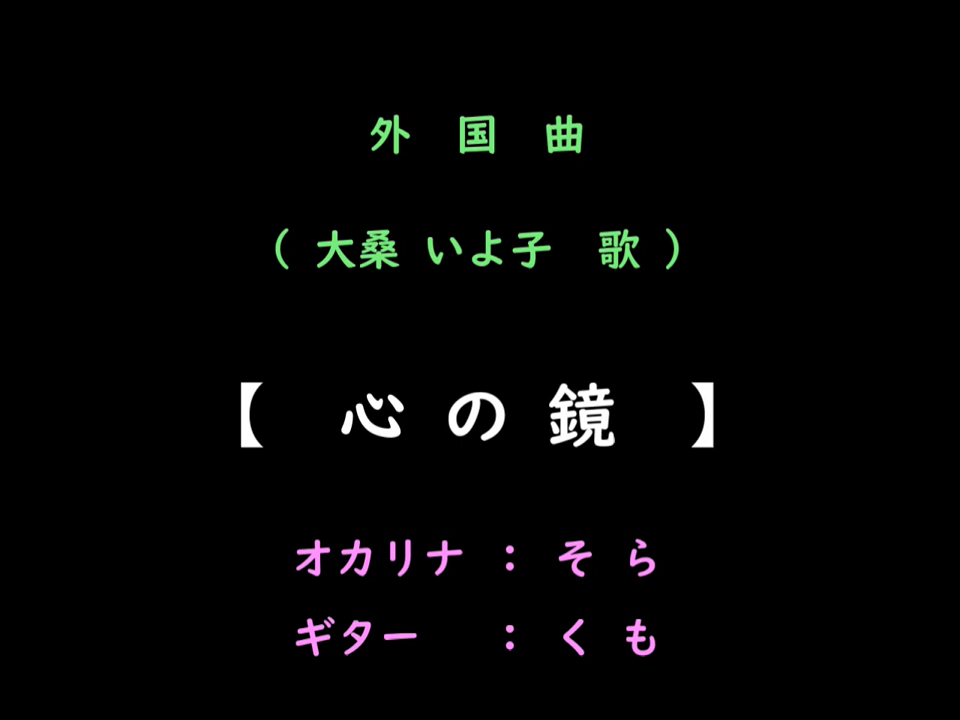 外 国 曲
( 大桑 いよ子 歌 )
【 心 の 鏡 】
オカリナ : そ ら
ギター : く も